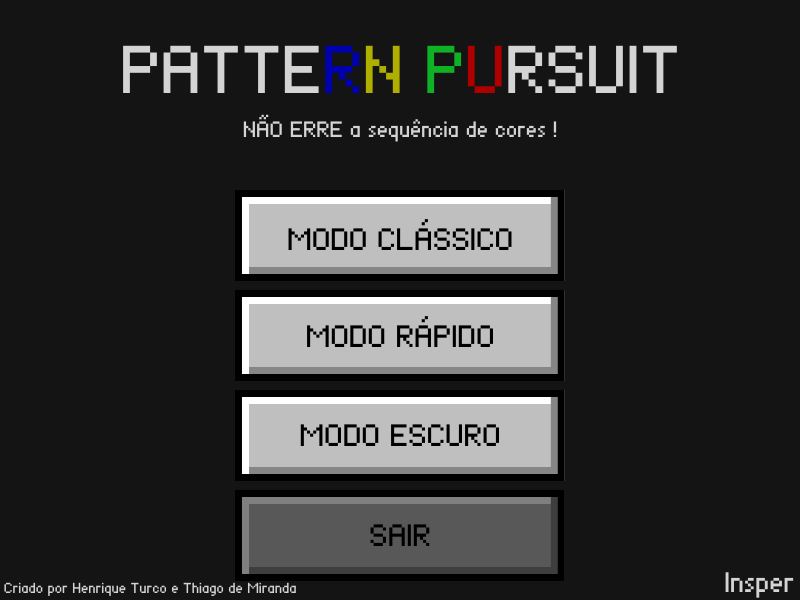 PATTERN PURSUIT
NÃO ERRE a sequência de cores !
MODO CLÁSSICO
MODO RÁPIDO
MODO ESCURO
SAIR
Criado por Henrique Turco e Thiago de Miranda
Insper